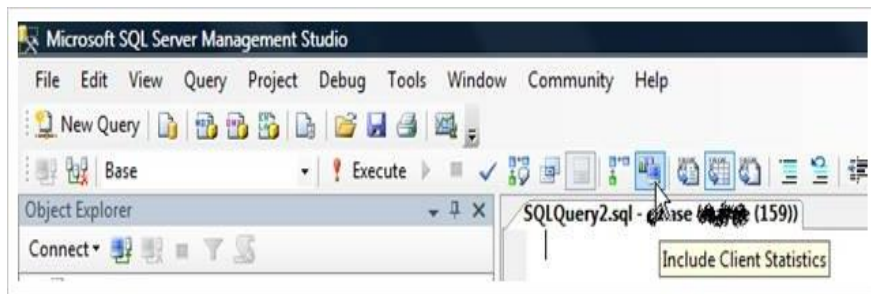 Microsoft SQL Server Management Studio
File Edit View Query Project Debug Tools Window Community Help
New Query
Base Execute
Object Explorer
SQLQuery2.sql - (159))
Connect
Include Client Statistics